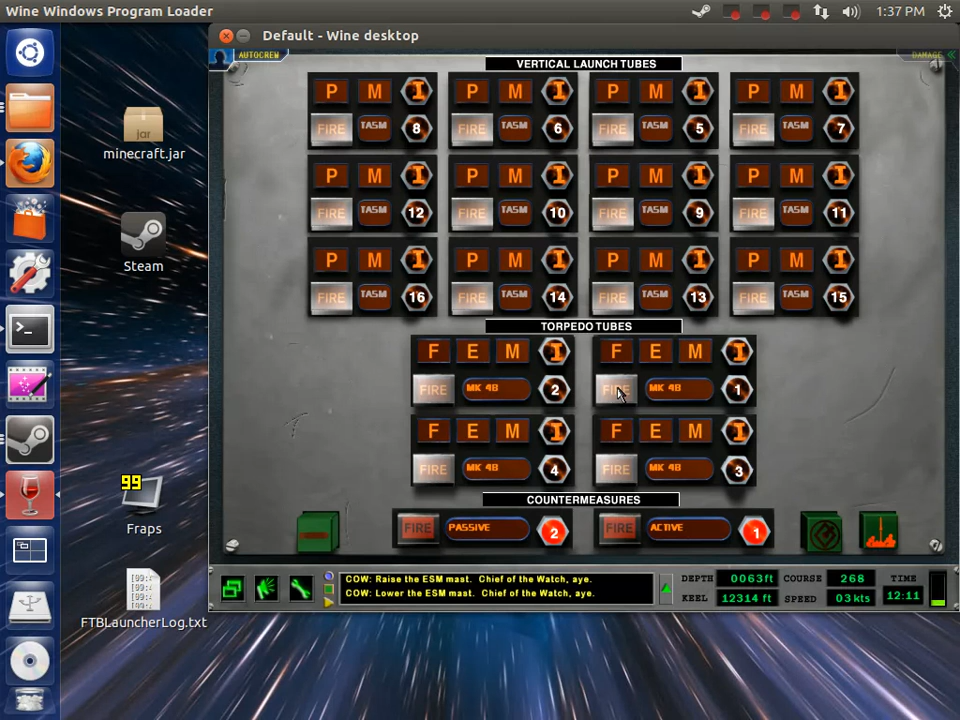 Wine Windows Program Loader
1:37 PM
Default - Wine desktop
AUTOCREW
DAMAGE
VERTICAL LAUNCH TUBES
P M I P M I P M I P M I
FIRE TASM 8 FIRE TASM 6 FIRE TASM 5 FIRE TASM 7
P M I P M I P M I P M I
FIRE TASM 12 FIRE TASM 10 FIRE TASM 9 FIRE TASM 11
P M I P M I P M I P M I
FIRE TASM 16 FIRE TASM 14 FIRE TASM 13 FIRE TASM 15
TORPEDO TUBES
F E M I F E M I
FIRE MK 48 2 FIRE MK 48 1
F E M I F E M I
FIRE MK 48 4 FIRE MK 48 3
COUNTERMEASURES
FIRE PASSIVE 2 FIRE ACTIVE 1
COW: Raise the ESM mast. Chief of the Watch, aye.
COW: Lower the ESM mast. Chief of the Watch, aye.
DEPTH 0063ft COURSE 268 TIME
KEEL 12314 ft SPEED 03 kts 12:11
jar
minecraft.jar
Steam
99
Fraps
FTBLauncherLog.txt